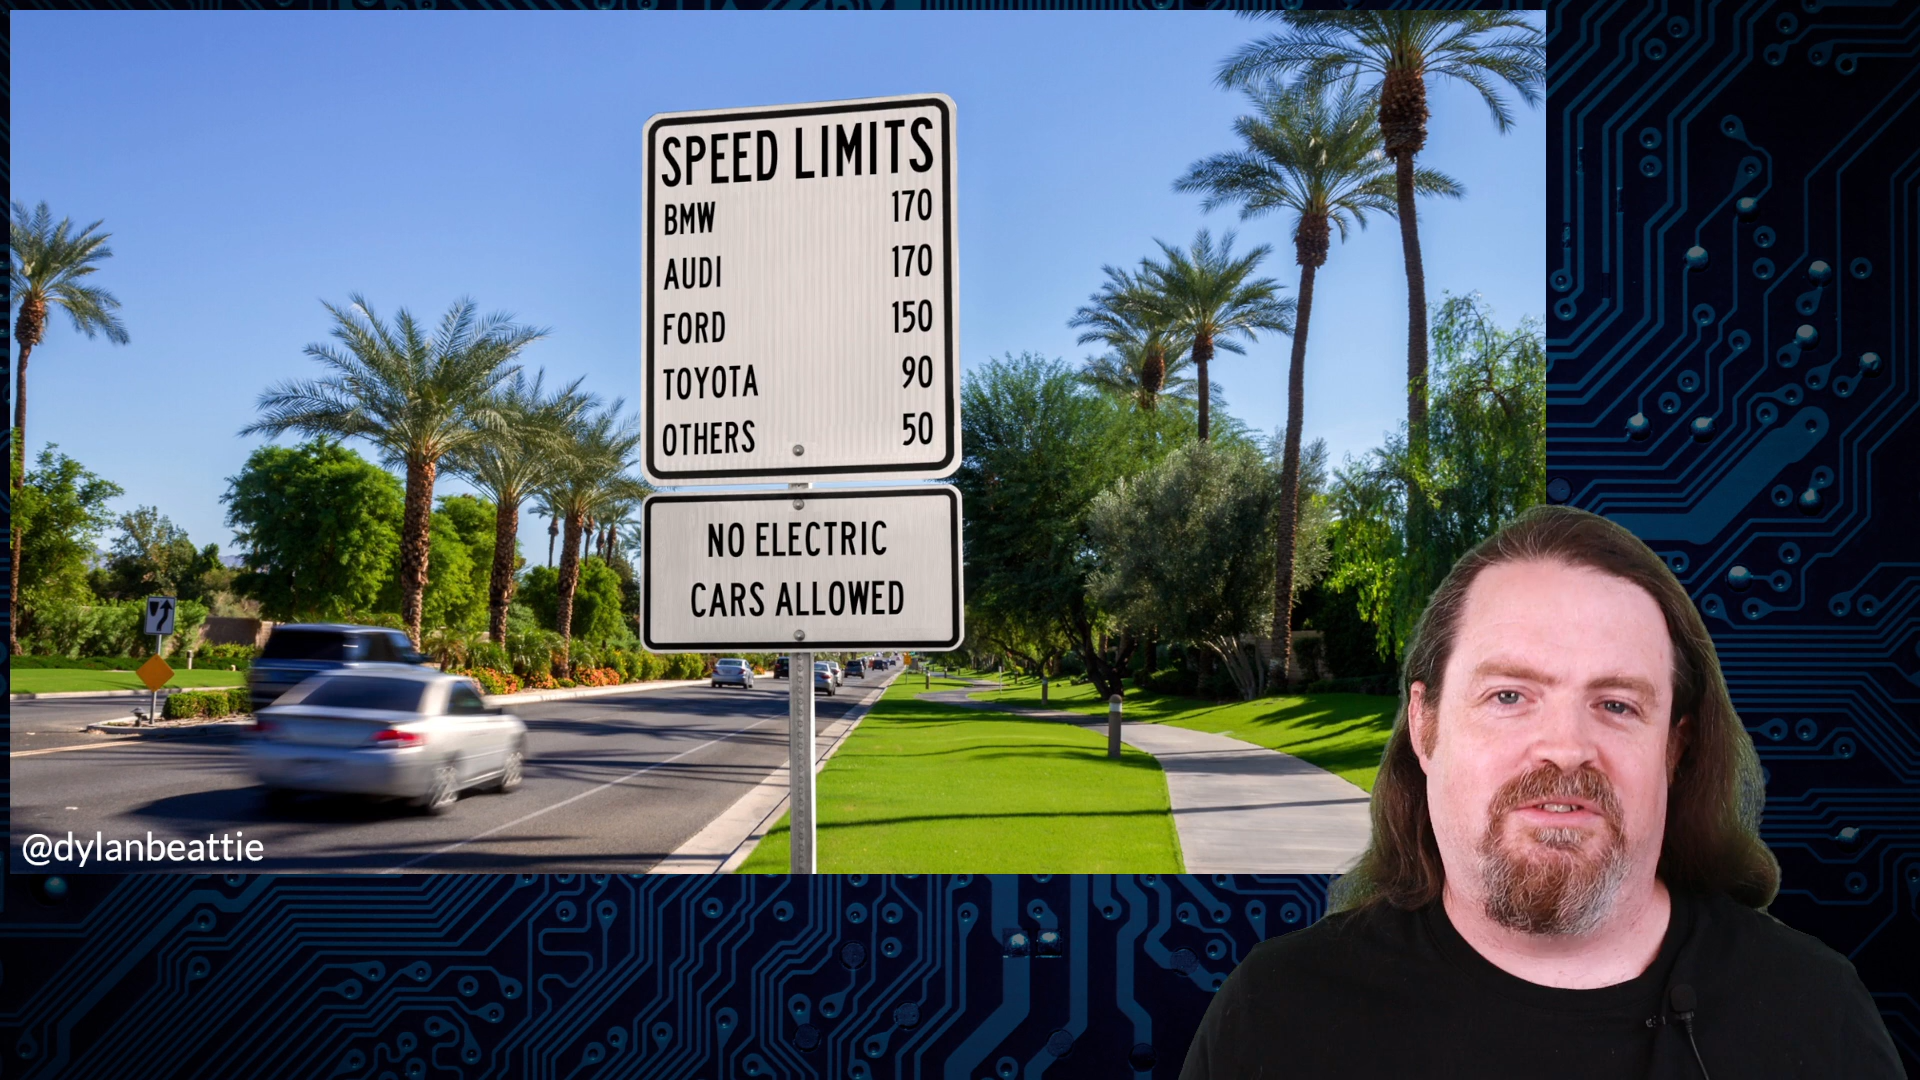 SPEED LIMITS
BMW 170
AUDI 170
FORD 150
TOYOTA 90
OTHERS 50
NO ELECTRIC
CARS ALLOWED
@dylanbeattie